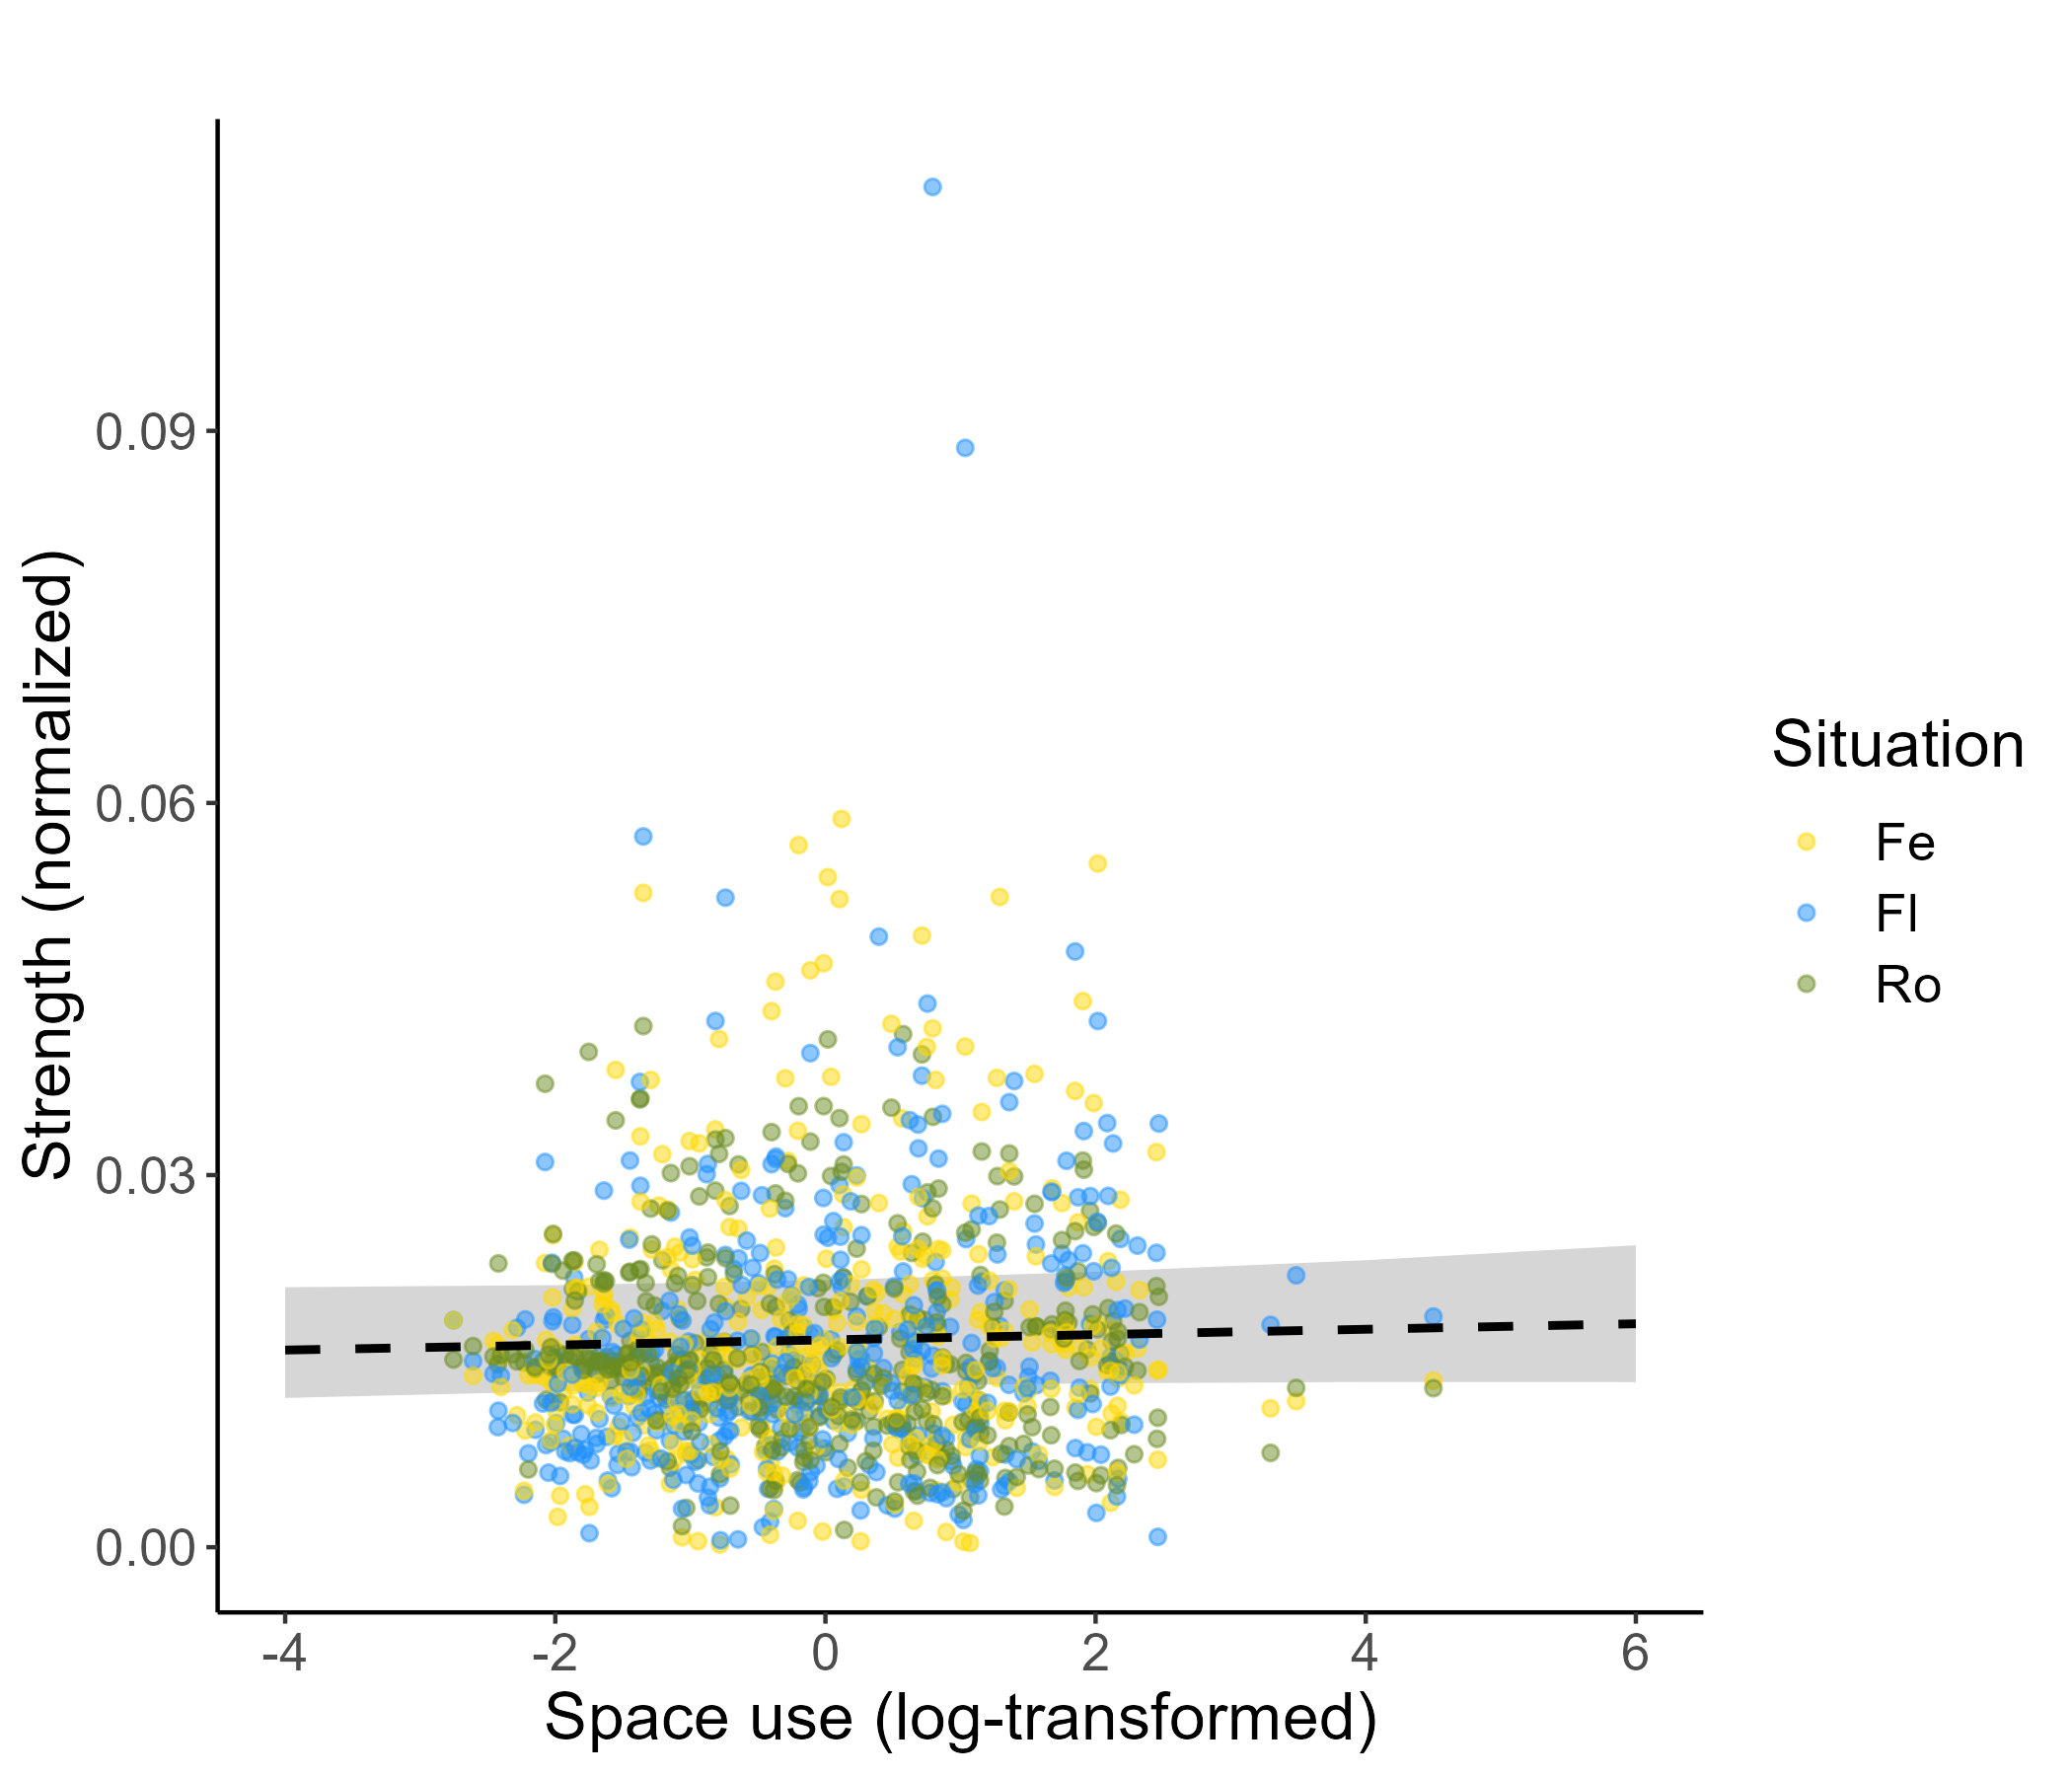 Strength (normalized)
0.09
0.06
0.03
0.00
-4 -2 0 2 4 6
Space use (log-transformed)
Situation
Fe
Fl
Ro